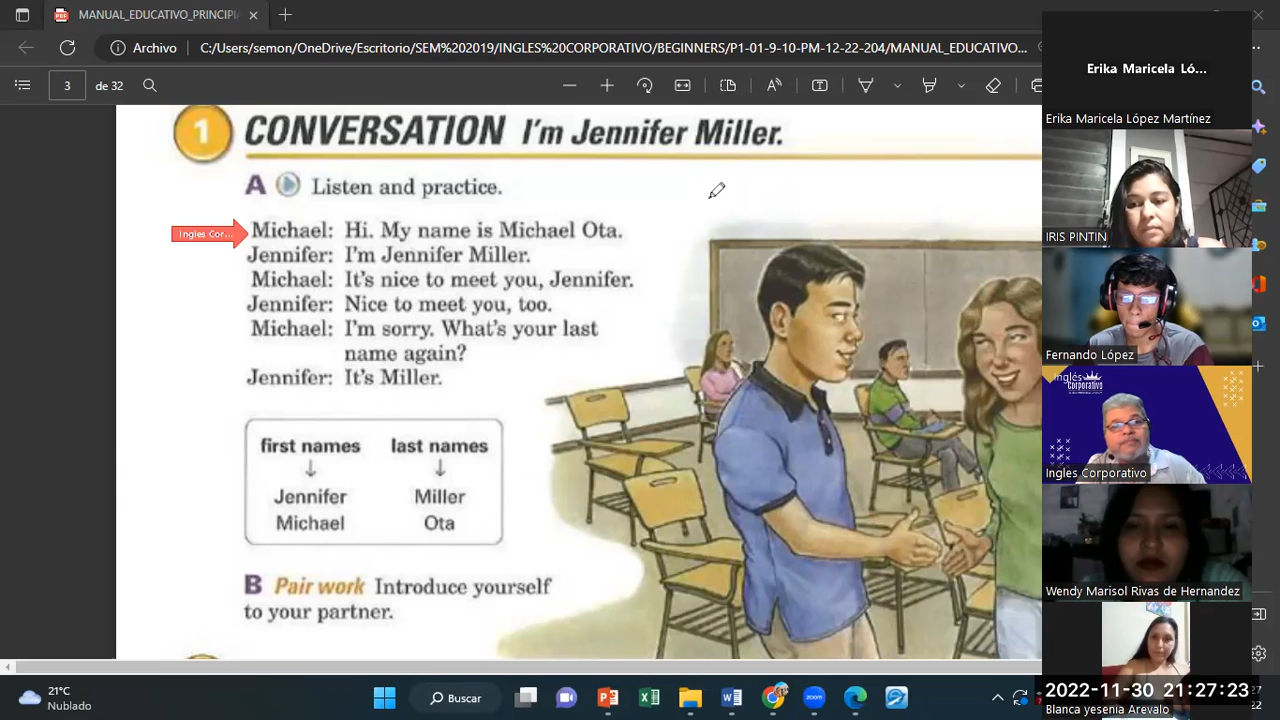 MANUAL_EDUCATIVO_PRINCIPIA
Archivo
C:/Users/semon/OneDrive/Escritorio/SEM%202019/INGLES%20CORPORATIVO/BEGINNERS/P1-01-9-10-PM-12-22-204/MANUAL_EDUCATIVO...
3 de 32
1 CONVERSATION I'm Jennifer Miller.
A Listen and practice.
Ingles Cor...
Michael: Hi. My name is Michael Ota.
Jennifer: I'm Jennifer Miller.
Michael: It's nice to meet you, Jennifer.
Jennifer: Nice to meet you, too.
Michael: I'm sorry. What's your last
name again?
Jennifer: It's Miller.
first names last names
Jennifer Miller
Michael Ota
B Pair work Introduce yourself
to your partner.
Erika Maricela Ló...
Erika Maricela López Martínez
IRIS PINTIN
Fernando López
Inglés
Corporativo
Ingles Corporativo
Wendy Marisol Rivas de Hernandez
2022-11-30 21:27:23
Blanca yesenia Arevalo
21°C
Nublado
Buscar
zoom